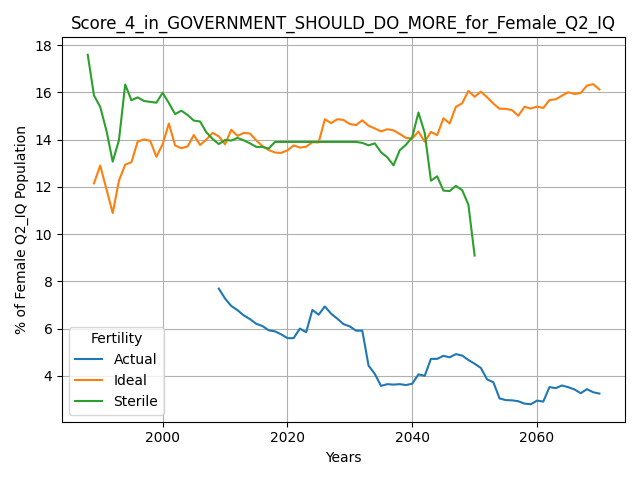 Score_4_in_GOVERNMENT_SHOULD_DO_MORE_for_Female_Q2_IQ
% of Female Q2_IQ Population
18
16
14
12
10
8
6
4
Fertility
Actual
Ideal
Sterile
2000 2020 2040 2060
Years